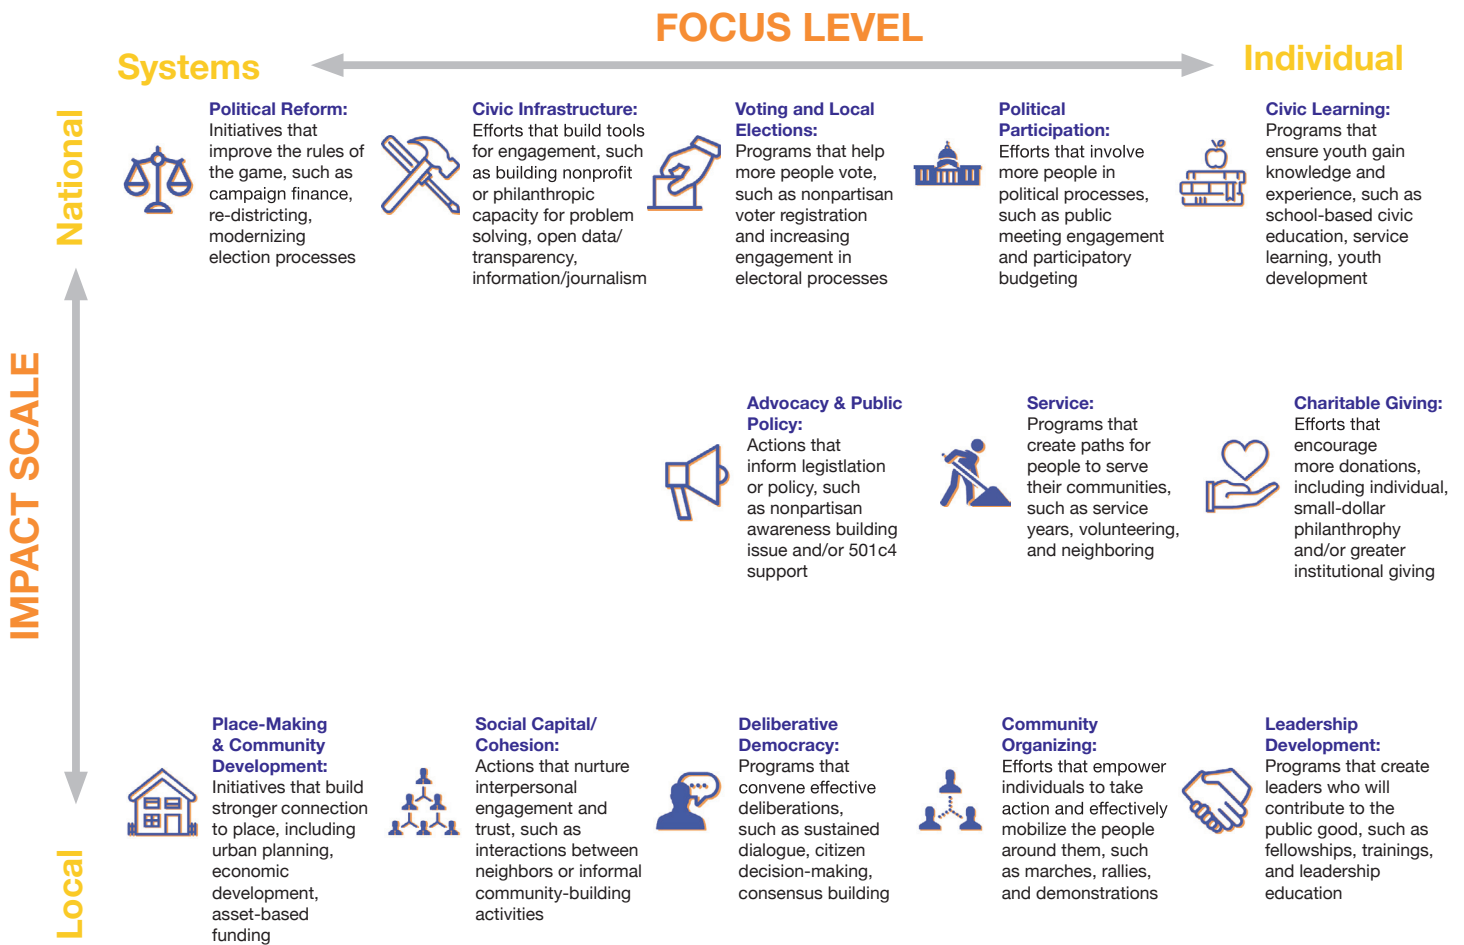 FOCUS LEVEL
Systems
Individual
National
IMPACT SCALE
Local
Political Reform:
Initiatives that
improve the rules of
the game, such as
campaign finance,
re-districting,
modernizing
election processes
Civic Infrastructure:
Efforts that build tools
for engagement, such
as building nonprofit
or philanthropic
capacity for problem
solving, open data/
transparency,
information/journalism
Voting and Local
Elections:
Programs that help
more people vote,
such as nonpartisan
voter registration
and increasing
engagement in
electoral processes
Political
Participation:
Efforts that involve
more people in
political processes,
such as public
meeting engagement
and participatory
budgeting
Civic Learning:
Programs that
ensure youth gain
knowledge and
experience, such as
school-based civic
education, service
learning, youth
development
Advocacy & Public
Policy:
Actions that
inform legistlation
or policy, such
as nonpartisan
awareness building
issue and/or 501c4
support
Service:
Programs that
create paths for
people to serve
their communities,
such as service
years, volunteering,
and neighboring
Charitable Giving:
Efforts that
encourage
more donations,
including individual,
small-dollar
philanthrophy
and/or greater
institutional giving
Place-Making
& Community
Development:
Initiatives that build
stronger connection
to place, including
urban planning,
economic
development,
asset-based
funding
Social Capital/
Cohesion:
Actions that nurture
interpersonal
engagement and
trust, such as
interactions between
neighbors or informal
community-building
activities
Deliberative
Democracy:
Programs that
convene effective
deliberations,
such as sustained
dialogue, citizen
decision-making,
consensus building
Community
Organizing:
Efforts that empower
individuals to take
action and effectively
mobilize the people
around them, such
as marches, rallies,
and demonstrations
Leadership
Development:
Programs that create
leaders who will
contribute to the
public good, such as
fellowships, trainings,
and leadership
education